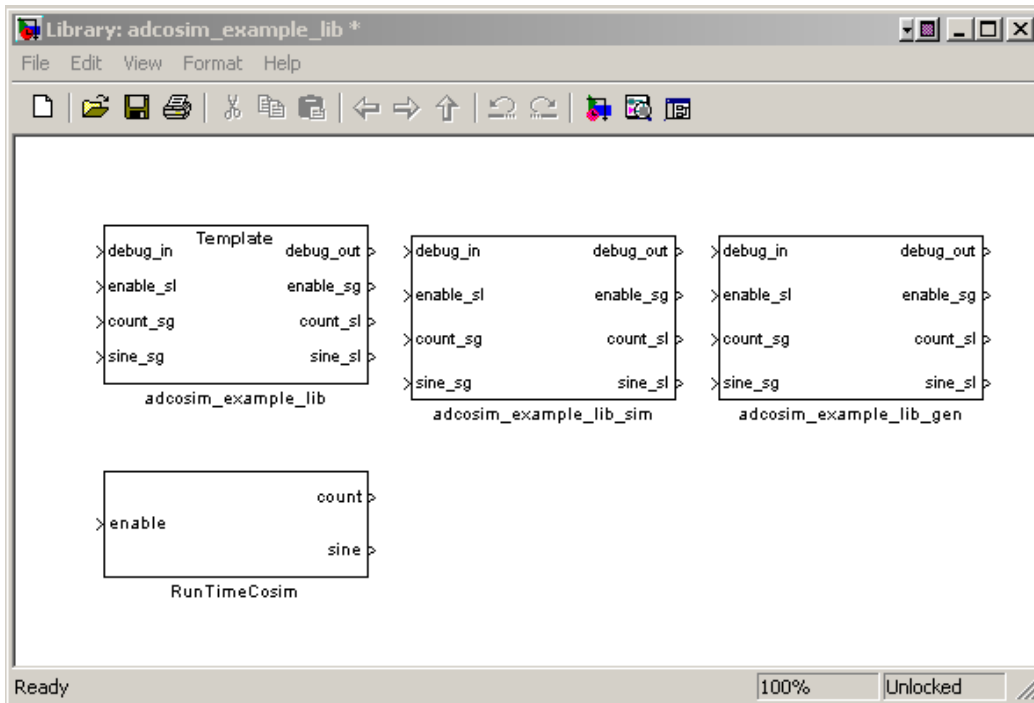 Library: adcosim_example_lib *
File Edit View Format Help
Template
debug_in debug_out
enable_sl enable_sg
count_sg count_sl
sine_sg sine_sl
adcosim_example_lib
debug_in debug_out
enable_sl enable_sg
count_sg count_sl
sine_sg sine_sl
adcosim_example_lib_sim
debug_in debug_out
enable_sl enable_sg
count_sg count_sl
sine_sg sine_sl
adcosim_example_lib_gen
count
enable
sine
RunTimeCosim
Ready 100% Unlocked